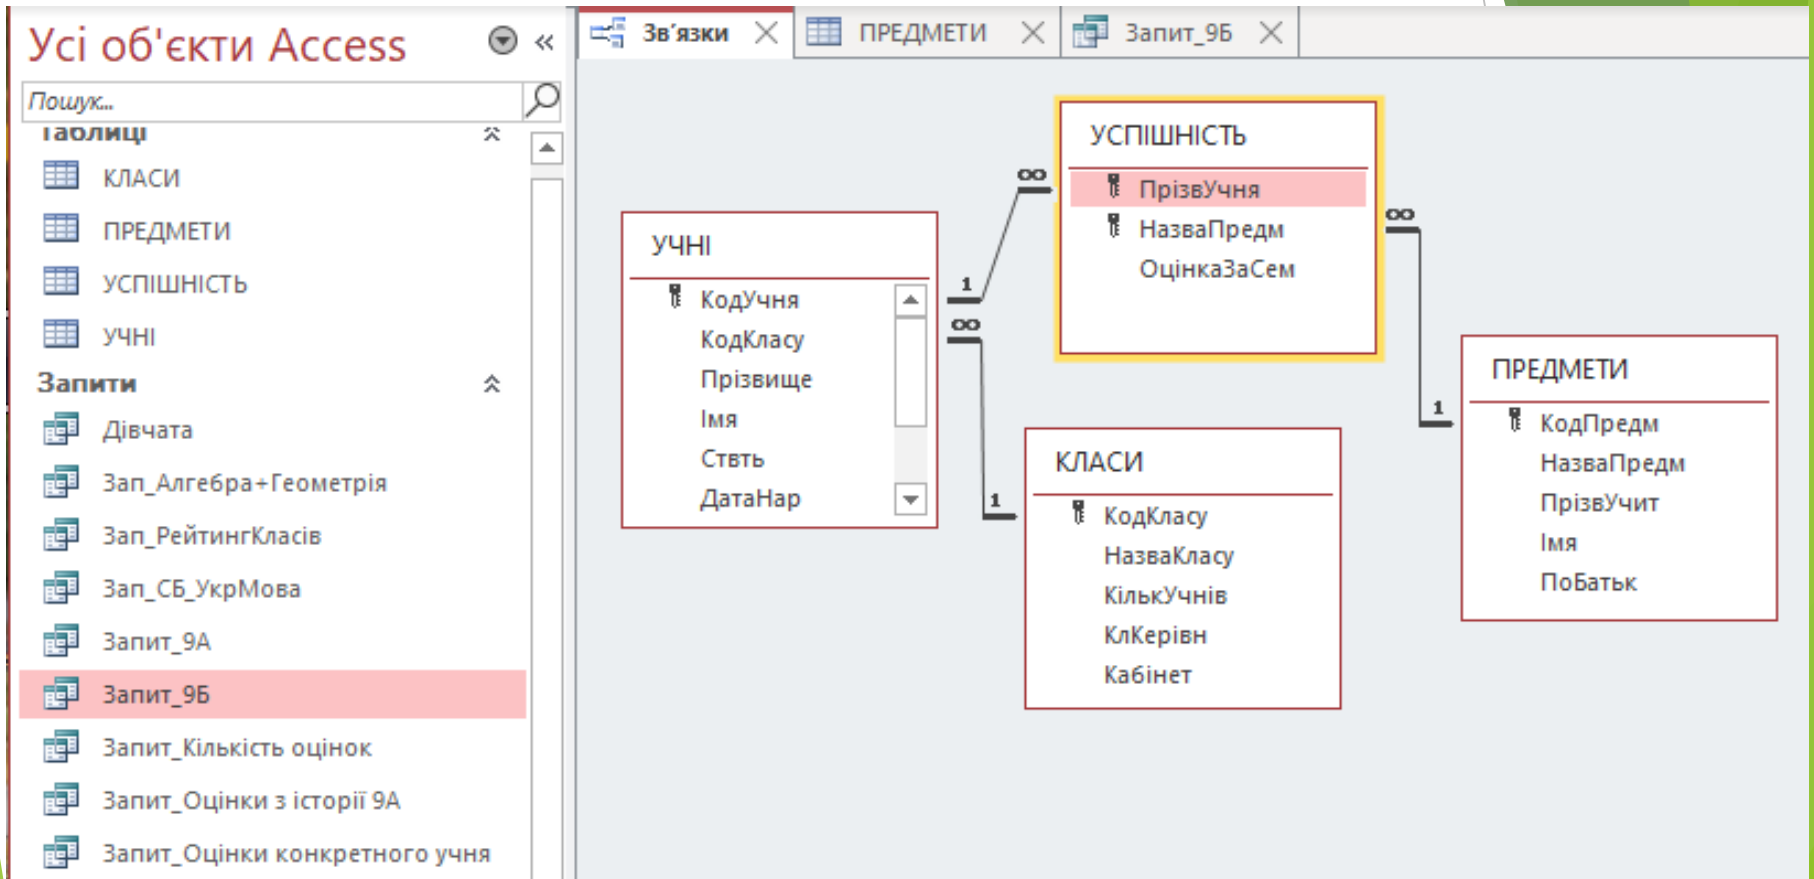 Усі об'єкти Access
Пошук...
Таблиці
КЛАСИ
ПРЕДМЕТИ
УСПІШНІСТЬ
УЧНІ
Запити
Дівчата
Зап_Алгебра+Геометрія
Зап_РейтингКласів
Зап_СБ_УкрМова
Запит_9А
Запит_9Б
Запит_Кількість оцінок
Запит_Оцінки з історії 9А
Запит_Оцінки конкретного учня
Зв'язки
ПРЕДМЕТИ
Запит_9Б
УЧНІ
КодУчня
КодКласу
Прізвище
Імя
Ствть
ДатаНар
1
∞
∞
УСПІШНІСТЬ
ПрізвУчня
НазваПредм
ОцінкаЗаСем
∞
1
1
КЛАСИ
КодКласу
НазваКласу
КількУчнів
КлКерівн
Кабінет
ПРЕДМЕТИ
КодПредм
НазваПредм
ПрізвУчит
Імя
ПоБатьк